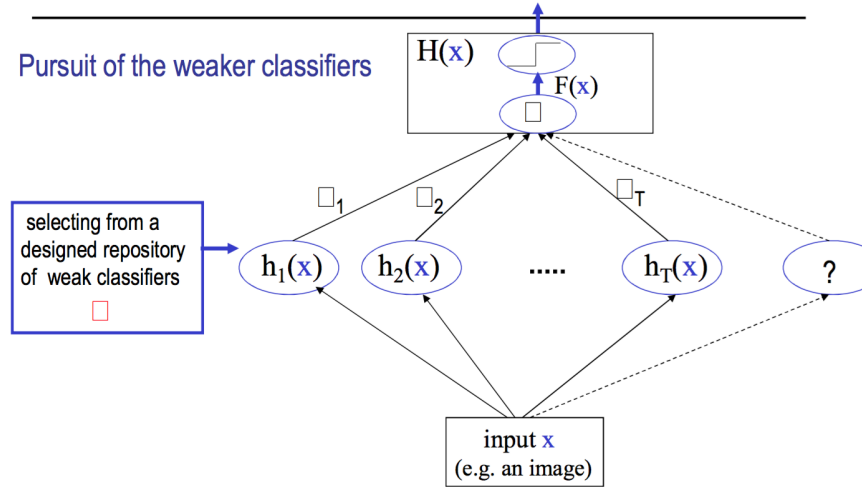 Pursuit of the weaker classifiers
H(x)
F(x)
□
□₁
□₂
□T
selecting from a
designed repository
of weak classifiers
□
h₁(x)
h₂(x)
.....
hT(x)
?
input x
(e.g. an image)